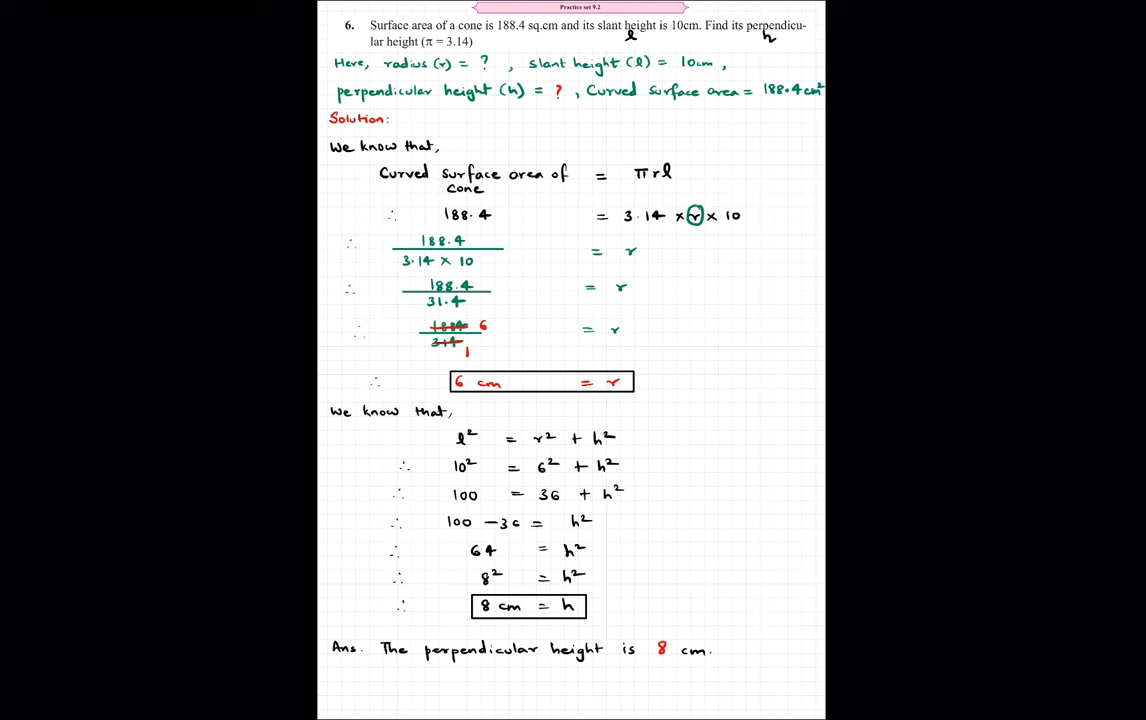 Practice set 9.2
6. Surface area of a cone is 188.4 sq.cm and its slant height is 10cm. Find its perpendicu-
l h
lar height (π = 3.14)
Here, radius (r) = ? , slant height (l) = 10cm ,
perpendicular height (h) = ? , Curved surface area = 188.4 cm²
Solution:
We know that,
Curved surface area of = πrl
cone
∴ 188.4 = 3.14 × r × 10
∴ 188.4 = r
3.14 × 10
∴ 188.4 = r
31.4
∴ 1884 6 = r
314 1
∴ 6 cm = r
We know that,
l² = r² + h²
∴ 10² = 6² + h²
∴ 100 = 36 + h²
∴ 100 - 36 = h²
∴ 64 = h²
∴ 8² = h²
∴ 8 cm = h
Ans. The perpendicular height is 8 cm.